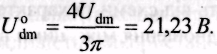 U°dm = 4Udm / 3π = 21,23 В.